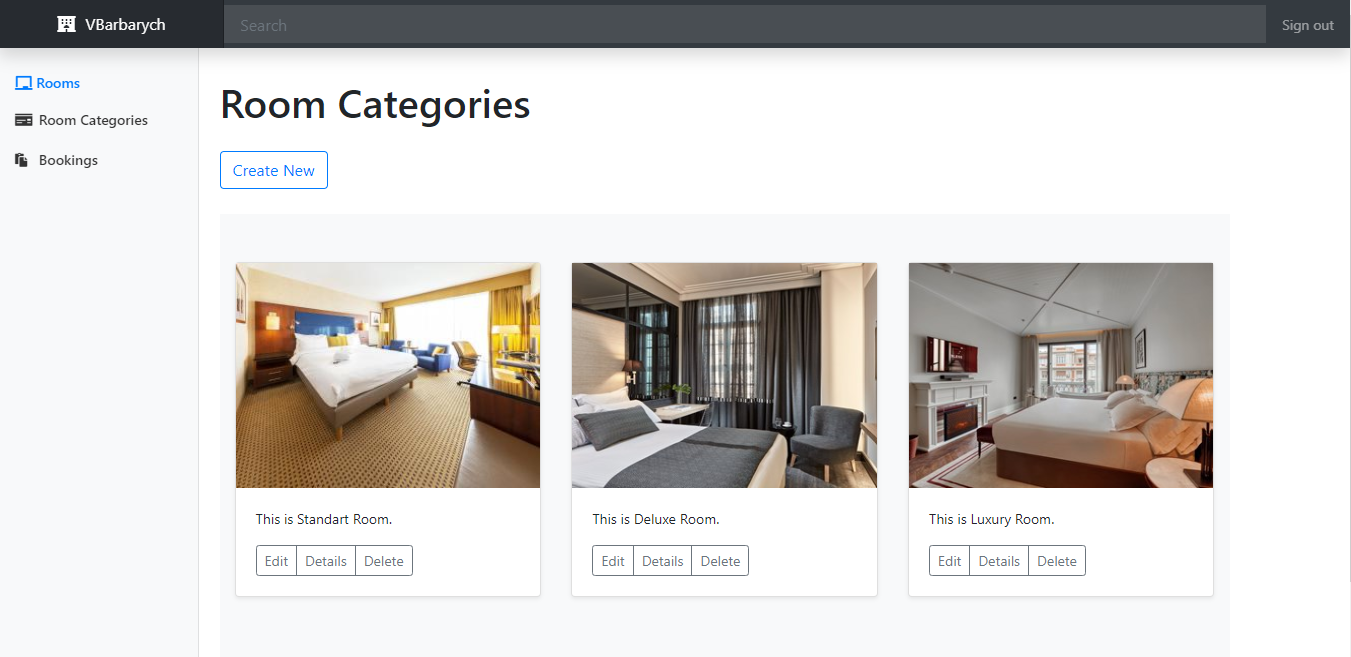 VBarbarych
Search
Sign out
Rooms
Room Categories
Bookings
Room Categories
Create New
This is Standart Room.
Edit Details Delete
This is Deluxe Room.
Edit Details Delete
This is Luxury Room.
Edit Details Delete